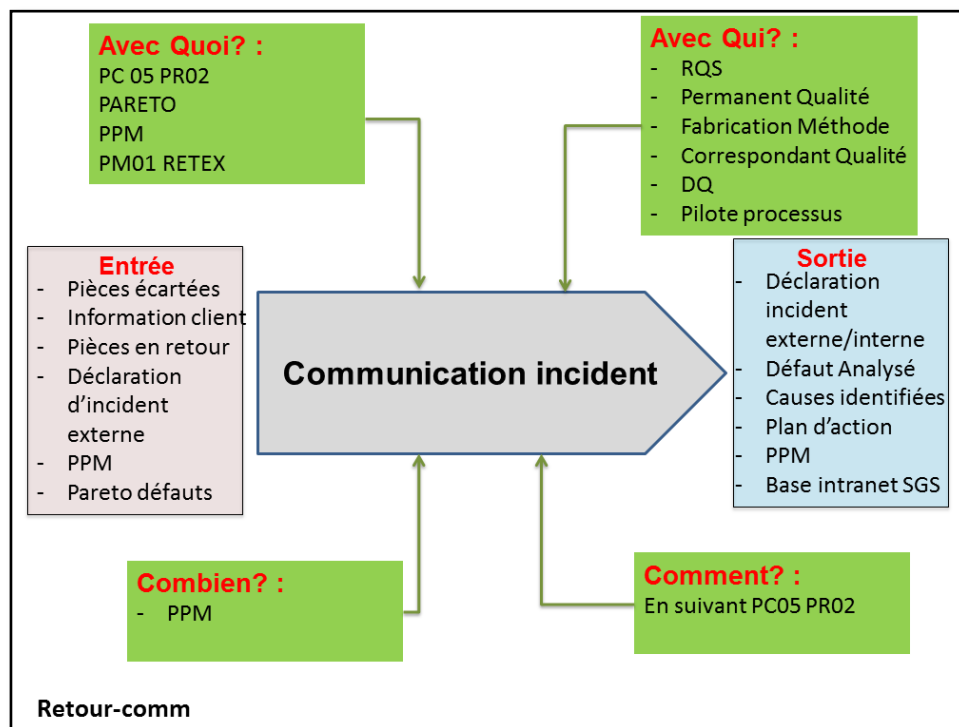 Avec Quoi? :
PC 05 PR02
PARETO
PPM
PM01 RETEX
Avec Qui? :
- RQS
- Permanent Qualité
- Fabrication Méthode
- Correspondant Qualité
- DQ
- Pilote processus
Entrée
- Pièces écartées
- Information client
- Pièces en retour
- Déclaration
d’incident
externe
- PPM
- Pareto défauts
Communication incident
Sortie
- Déclaration
incident
externe/interne
- Défaut Analysé
- Causes identifiées
- Plan d’action
- PPM
- Base intranet SGS
Combien? :
- PPM
Comment? :
En suivant PC05 PR02
Retour-comm